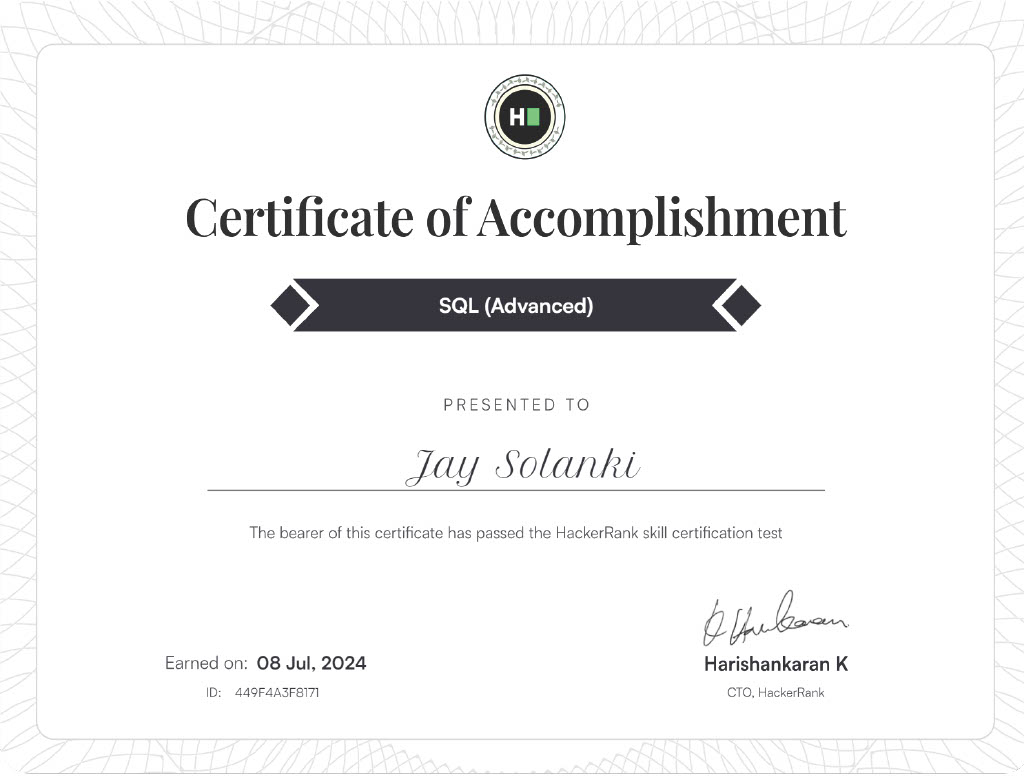 H
Certificate of Accomplishment
SQL (Advanced)
PRESENTED TO
Jay Solanki
The bearer of this certificate has passed the HackerRank skill certification test
Earned on: 08 Jul, 2024
ID: 449F4A3F8171
Harishankaran K
CTO, HackerRank